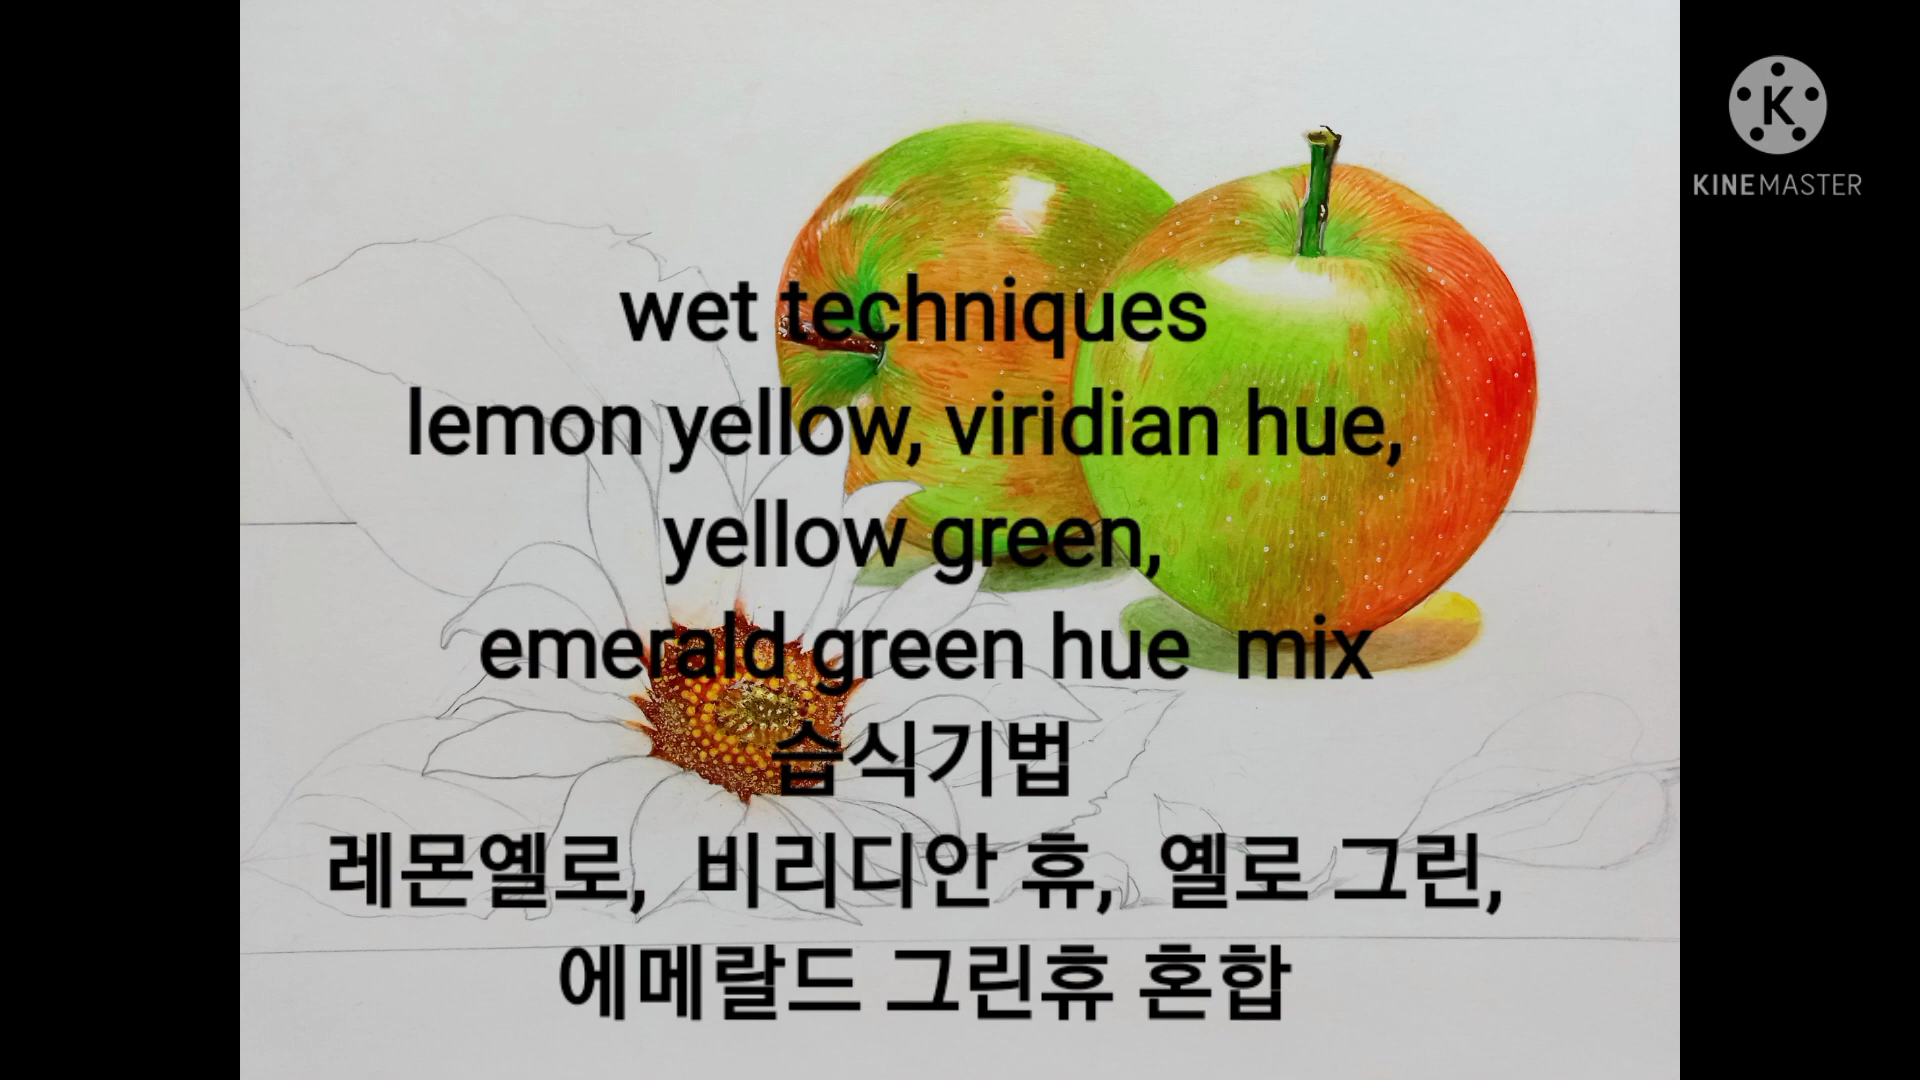 wet techniques
lemon yellow, viridian hue,
yellow green,
emerald green hue mix
습식기법
레몬옐로, 비리디안 휴, 옐로 그린,
에메랄드 그린휴 혼합
K
KINEMASTER